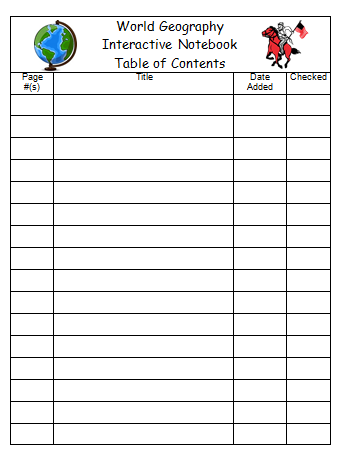 World Geography
Interactive Notebook
Table of Contents
Page Title Date Checked
#(s) Added